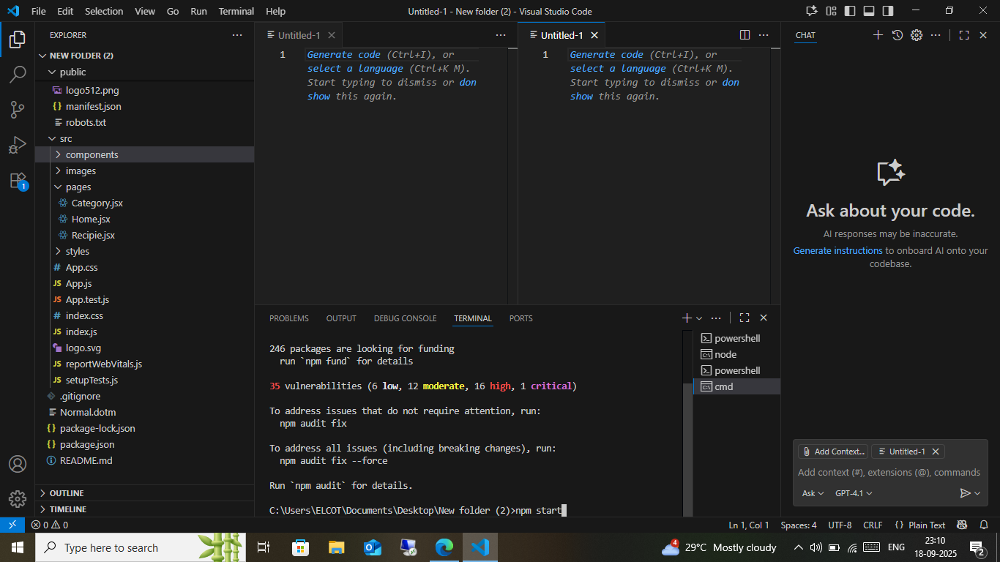 File Edit Selection View Go Run Terminal Help
Untitled-1 - New folder (2) - Visual Studio Code
EXPLORER
NEW FOLDER (2)
public
logo512.png
manifest.json
robots.txt
src
components
images
pages
Category.jsx
Home.jsx
Recipie.jsx
styles
App.css
JS App.js
JS App.test.js
index.css
JS index.js
logo.svg
JS reportWebVitals.js
JS setupTests.js
.gitignore
Normal.dotm
package-lock.json
package.json
README.md
OUTLINE
TIMELINE
1
Untitled-1
1 Generate code (Ctrl+I), or
select a language (Ctrl+K M).
Start typing to dismiss or don
show this again.
Untitled-1
1 Generate code (Ctrl+I), or
select a language (Ctrl+K M).
Start typing to dismiss or don
show this again.
PROBLEMS OUTPUT DEBUG CONSOLE TERMINAL PORTS
246 packages are looking for funding
run `npm fund` for details
35 vulnerabilities (6 low, 12 moderate, 16 high, 1 critical)
To address issues that do not require attention, run:
npm audit fix
To address all issues (including breaking changes), run:
npm audit fix --force
Run `npm audit` for details.
C:\Users\ELCOT\Documents\Desktop\New folder (2)>npm start
powershell
node
powershell
cmd
CHAT
Ask about your code.
AI responses may be inaccurate.
Generate instructions to onboard AI onto your
codebase.
Add Context... Untitled-1
Add context (#), extensions (@), commands
Ask GPT-4.1
0 0
Ln 1, Col 1 Spaces: 4 UTF-8 CRLF {} Plain Text
Type here to search
4 29°C Mostly cloudy
ENG
23:10
18-09-2025
2